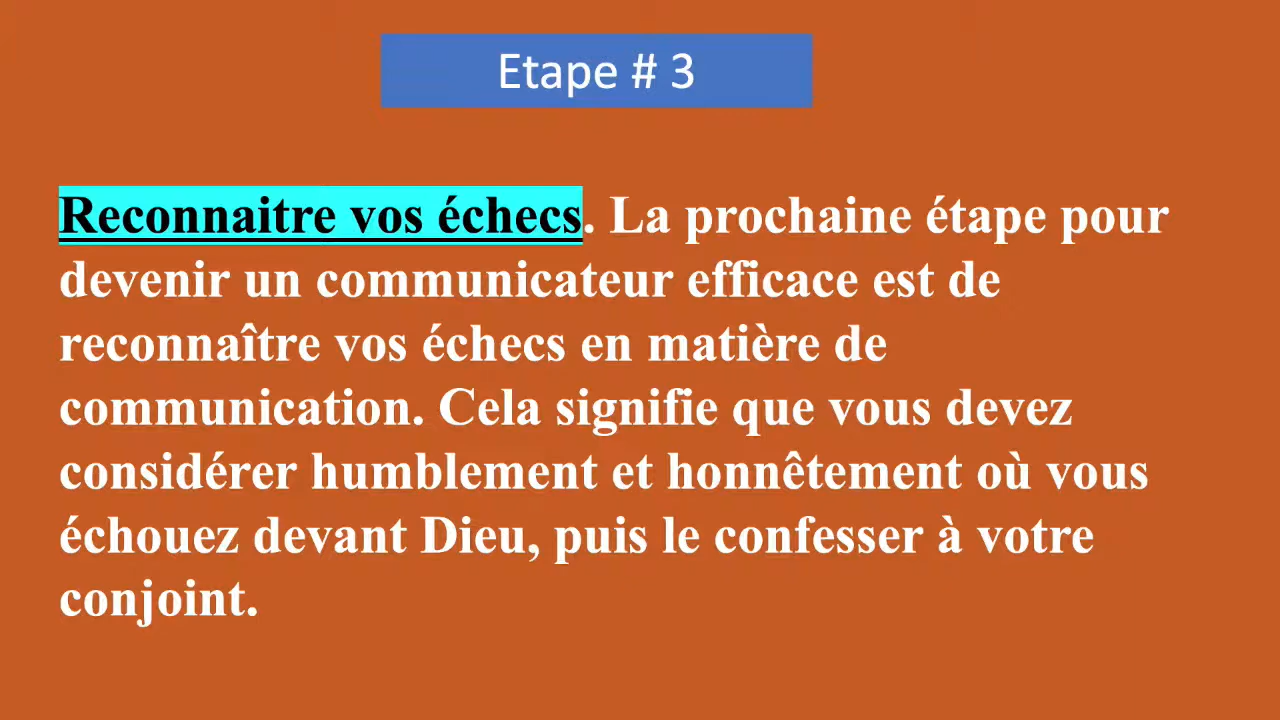 Etape # 3
Reconnaitre vos échecs. La prochaine étape pour
devenir un communicateur efficace est de
reconnaître vos échecs en matière de
communication. Cela signifie que vous devez
considérer humblement et honnêtement où vous
échouez devant Dieu, puis le confesser à votre
conjoint.